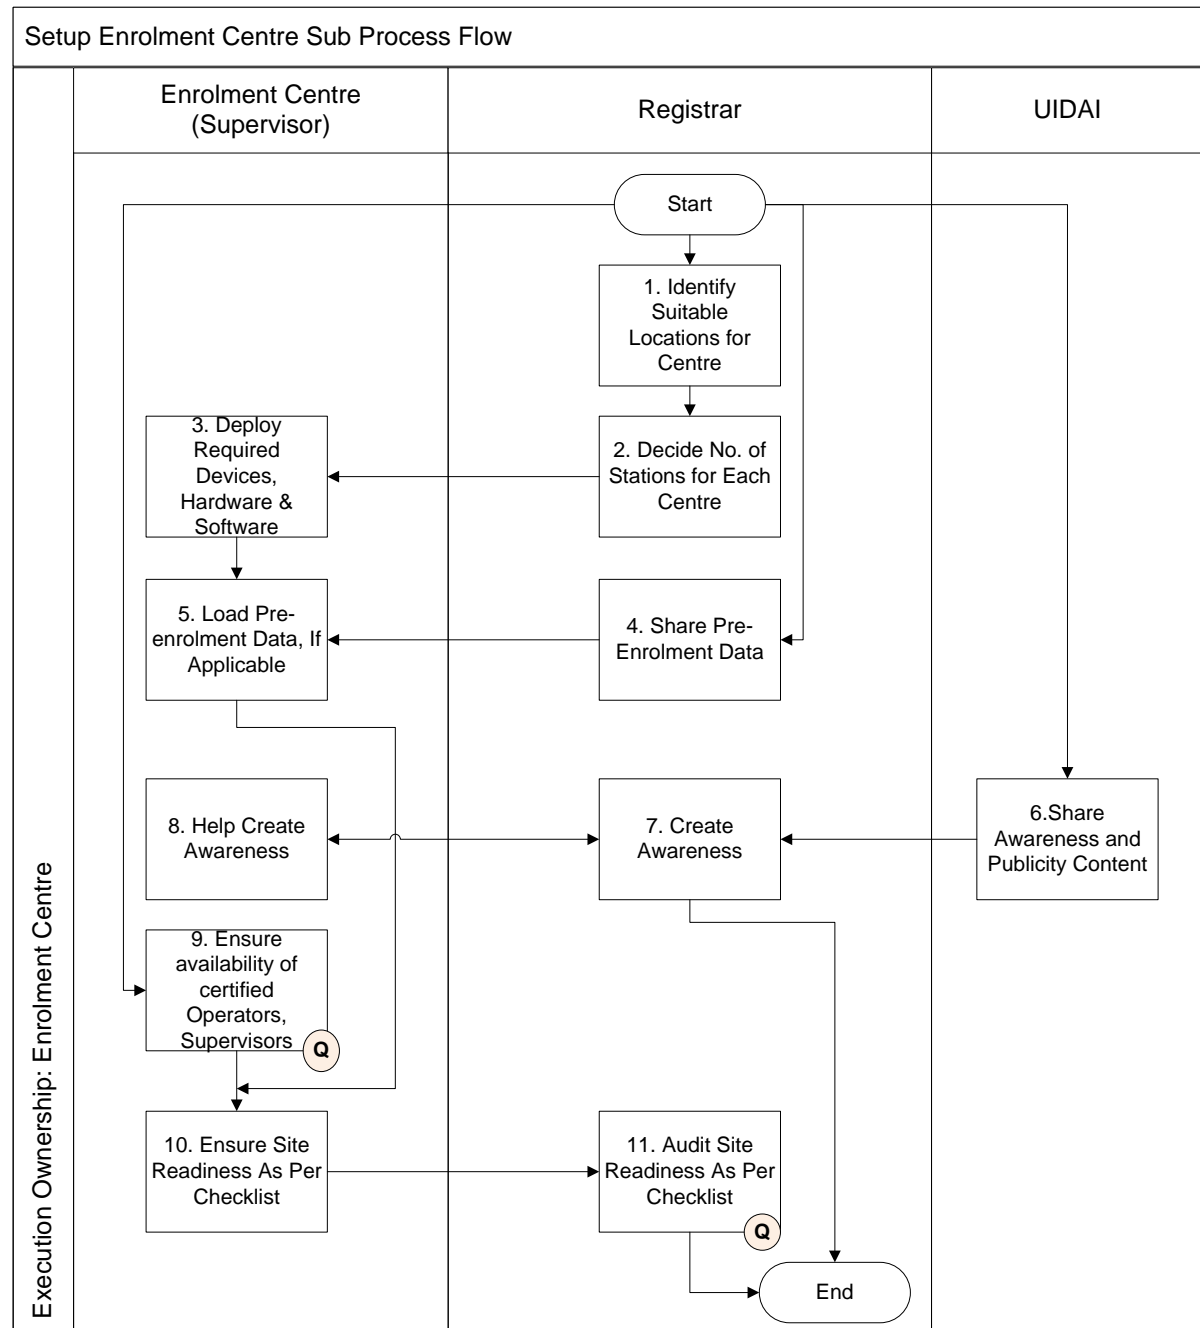 Setup Enrolment Centre Sub Process Flow
Enrolment Centre
(Supervisor)
Registrar
UIDAI
Start
1. Identify
Suitable
Locations for
Centre
3. Deploy
Required
Devices,
Hardware &
Software
2. Decide No. of
Stations for Each
Centre
5. Load Pre-
enrolment Data, If
Applicable
4. Share Pre-
Enrolment Data
8. Help Create
Awareness
7. Create
Awareness
6.Share
Awareness and
Publicity Content
9. Ensure
availability of
certified
Operators,
Supervisors
Q
10. Ensure Site
Readiness As Per
Checklist
11. Audit Site
Readiness As Per
Checklist
Q
End
Execution Ownership: Enrolment Centre